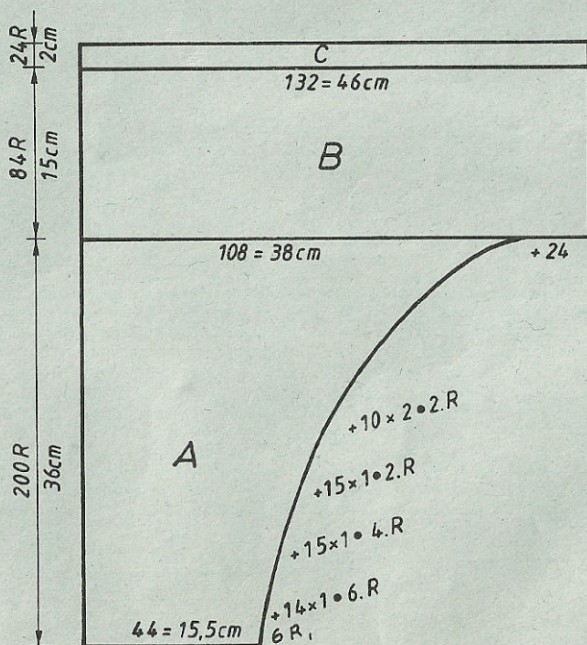 24R
2cm
C
132 = 46cm
84R
15cm
B
108 = 38cm
+24
200R
36cm
A
+10 x 2 • 2.R
+15 x 1 • 2.R
+15 x 1 • 4.R
+14 x 1 • 6.R
44 = 15,5cm
6 R,